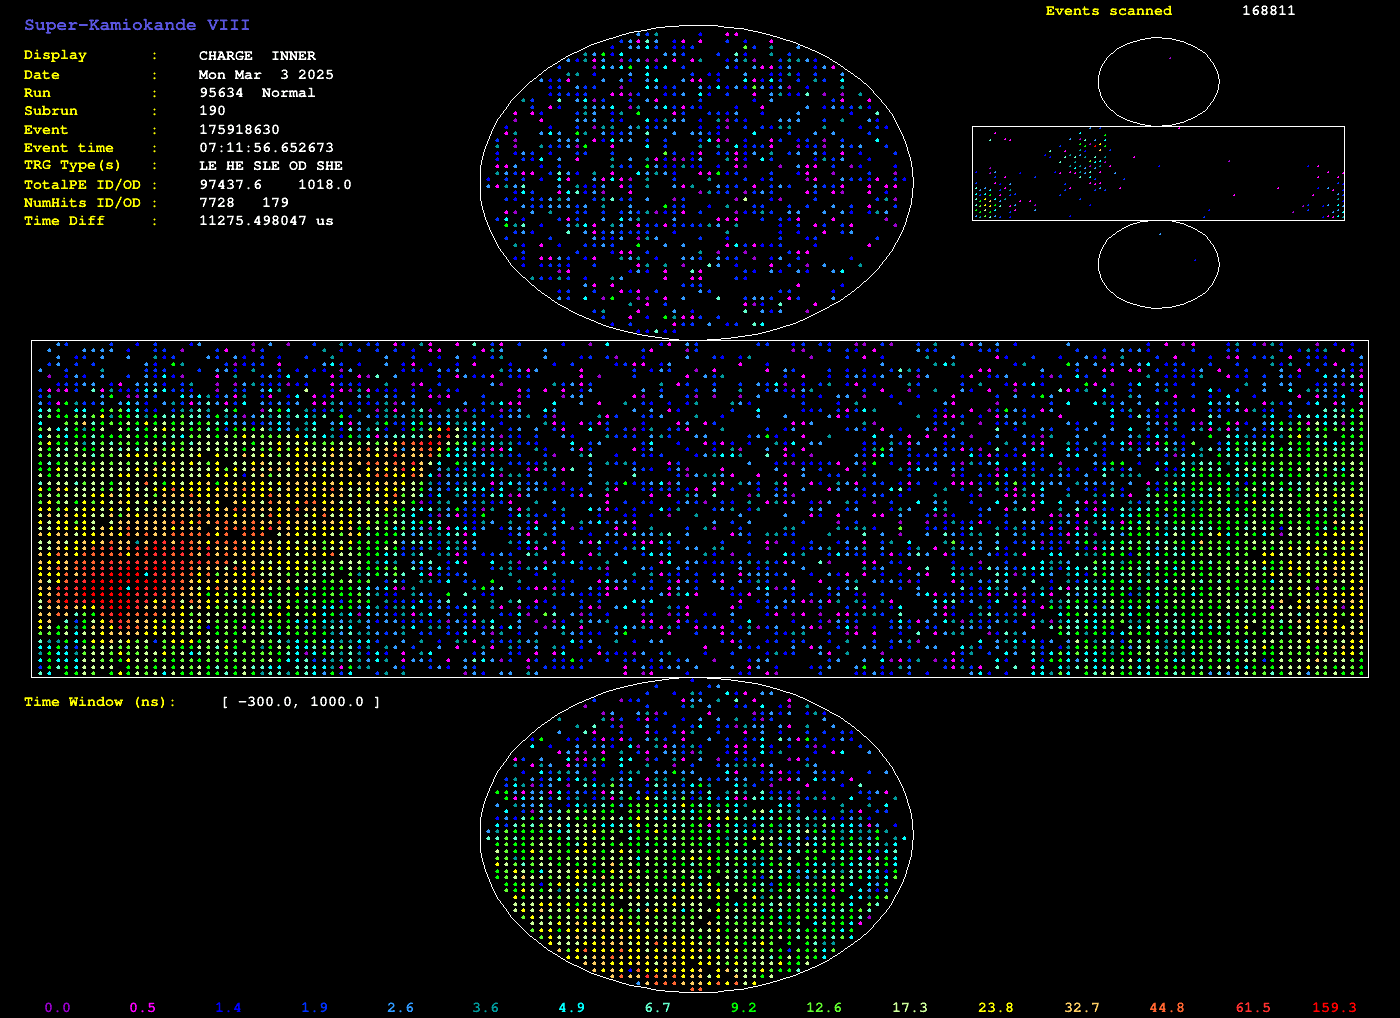 Super-Kamiokande VIII
Events scanned 168811
Display : CHARGE INNER
Date : Mon Mar 3 2025
Run : 95634 Normal
Subrun : 190
Event : 175918630
Event time : 07:11:56.652673
TRG Type(s) : LE HE SLE OD SHE
TotalPE ID/OD : 97437.6 1018.0
NumHits ID/OD : 7728 179
Time Diff : 11275.498047 us
Time Window (ns): [ -300.0, 1000.0 ]
0.0 0.5 1.4 1.9 2.6 3.6 4.9 6.7 9.2 12.6 17.3 23.8 32.7 44.8 61.5 159.3